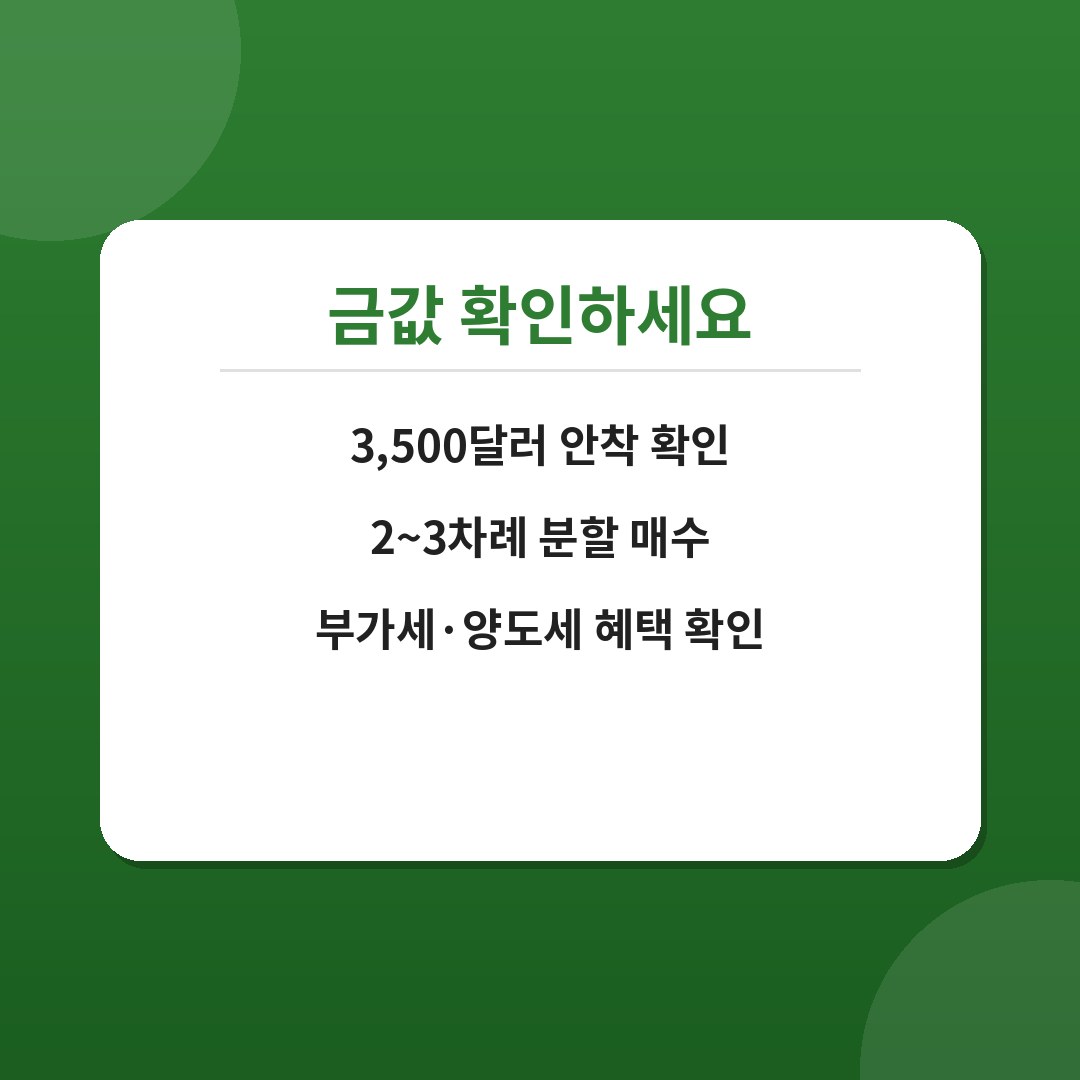 금값 확인하세요
3,500달러 안착 확인
2~3차례 분할 매수
부가세·양도세 혜택 확인